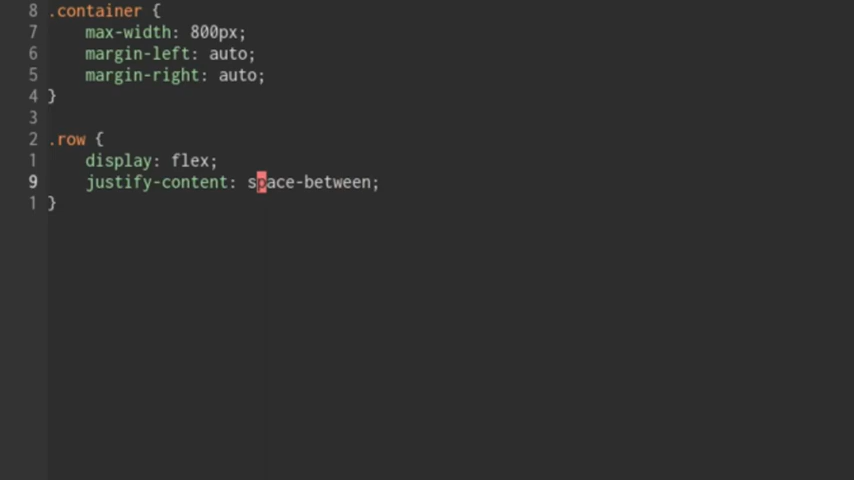 8 .container {
7 max-width: 800px;
6 margin-left: auto;
5 margin-right: auto;
4 }
3
2 .row {
1 display: flex;
9 justify-content: space-between;
1 }